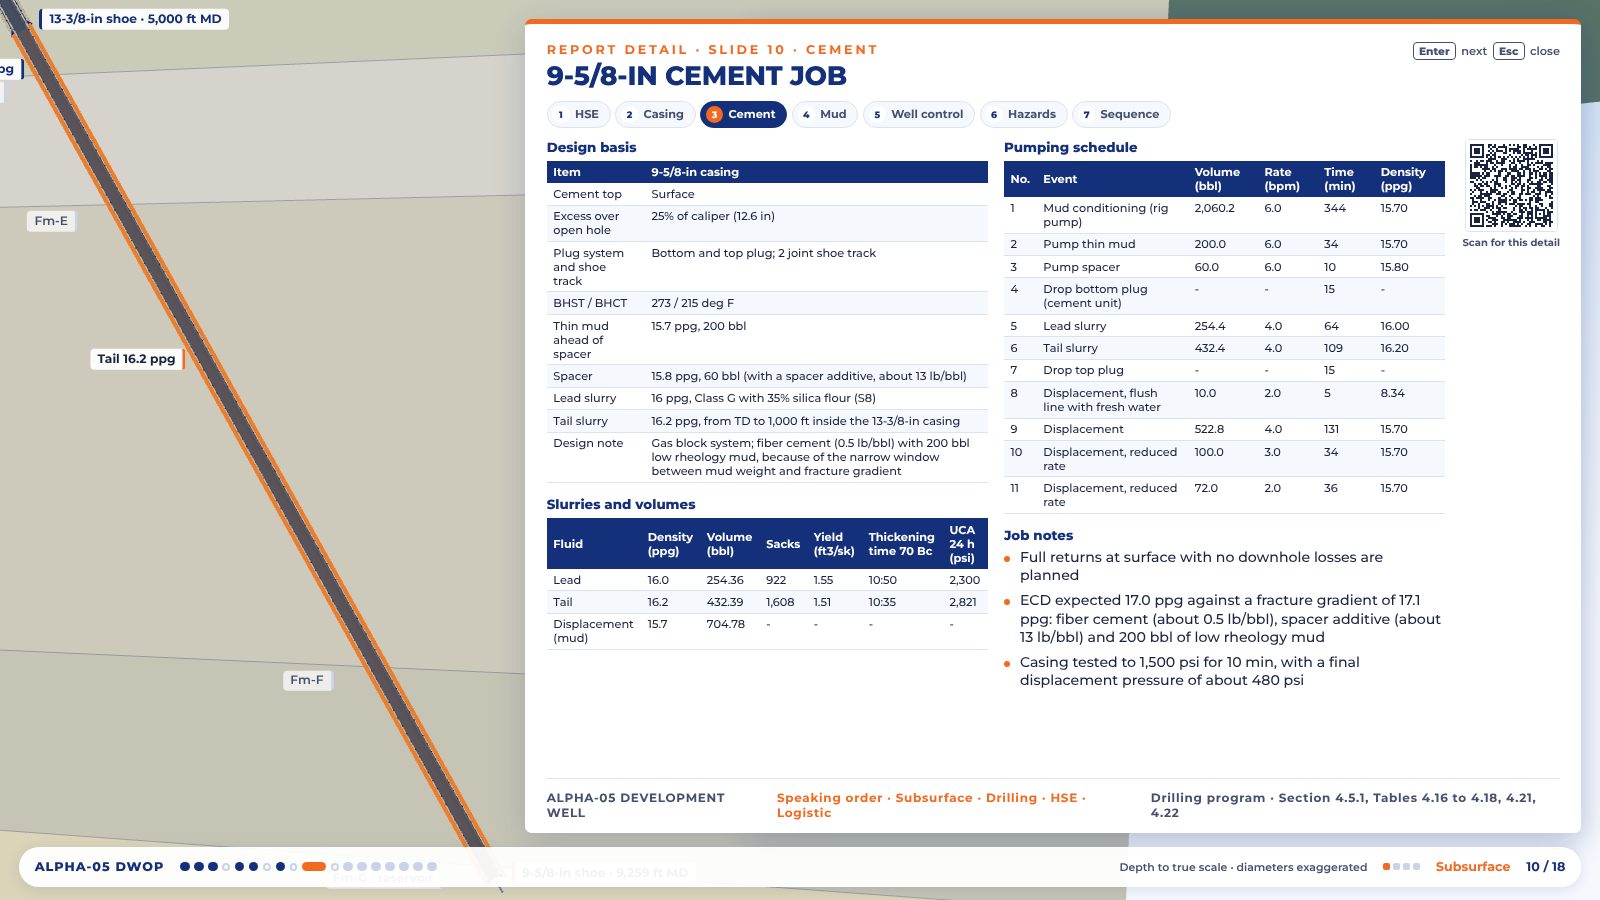 13-3/8-in shoe · 5,000 ft MD
pg
Fm-E
Tail 16.2 ppg
Fm-F
REPORT DETAIL · SLIDE 10 · CEMENT
Enter next Esc close
9-5/8-IN CEMENT JOB
1 HSE 2 Casing 3 Cement 4 Mud 5 Well control 6 Hazards 7 Sequence
Design basis
Item 9-5/8-in casing
Cement top Surface
Excess over open hole 25% of caliper (12.6 in)
Plug system and shoe track Bottom and top plug; 2 joint shoe track
BHST / BHCT 273 / 215 deg F
Thin mud ahead of spacer 15.7 ppg, 200 bbl
Spacer 15.8 ppg, 60 bbl (with a spacer additive, about 13 lb/bbl)
Lead slurry 16 ppg, Class G with 35% silica flour (S8)
Tail slurry 16.2 ppg, from TD to 1,000 ft inside the 13-3/8-in casing
Design note Gas block system; fiber cement (0.5 lb/bbl) with 200 bbl
low rheology mud, because of the narrow window
between mud weight and fracture gradient
Slurries and volumes
Fluid Density (ppg) Volume (bbl) Sacks Yield (ft3/sk) Thickening time 70 Bc UCA 24 h (psi)
Lead 16.0 254.36 922 1.55 10:50 2,300
Tail 16.2 432.39 1,608 1.51 10:35 2,821
Displacement (mud) 15.7 704.78 - - - -
Pumping schedule
No. Event Volume (bbl) Rate (bpm) Time (min) Density (ppg)
1 Mud conditioning (rig pump) 2,060.2 6.0 344 15.70
2 Pump thin mud 200.0 6.0 34 15.70
3 Pump spacer 60.0 6.0 10 15.80
4 Drop bottom plug (cement unit) - - 15 -
5 Lead slurry 254.4 4.0 64 16.00
6 Tail slurry 432.4 4.0 109 16.20
7 Drop top plug - - 15 -
8 Displacement, flush line with fresh water 10.0 2.0 5 8.34
9 Displacement 522.8 4.0 131 15.70
10 Displacement, reduced rate 100.0 3.0 34 15.70
11 Displacement, reduced rate 72.0 2.0 36 15.70
Scan for this detail
Job notes
Full returns at surface with no downhole losses are
planned
ECD expected 17.0 ppg against a fracture gradient of 17.1
ppg: fiber cement (about 0.5 lb/bbl), spacer additive (about
13 lb/bbl) and 200 bbl of low rheology mud
Casing tested to 1,500 psi for 10 min, with a final
displacement pressure of about 480 psi
ALPHA-05 DEVELOPMENT
WELL
Speaking order · Subsurface · Drilling · HSE ·
Logistic
Drilling program · Section 4.5.1, Tables 4.16 to 4.18, 4.21,
4.22
ALPHA-05 DWOP
Fm-G · reservoir
9-5/8-in shoe · 9,259 ft MD
Depth to true scale · diameters exaggerated
Subsurface
10 / 18